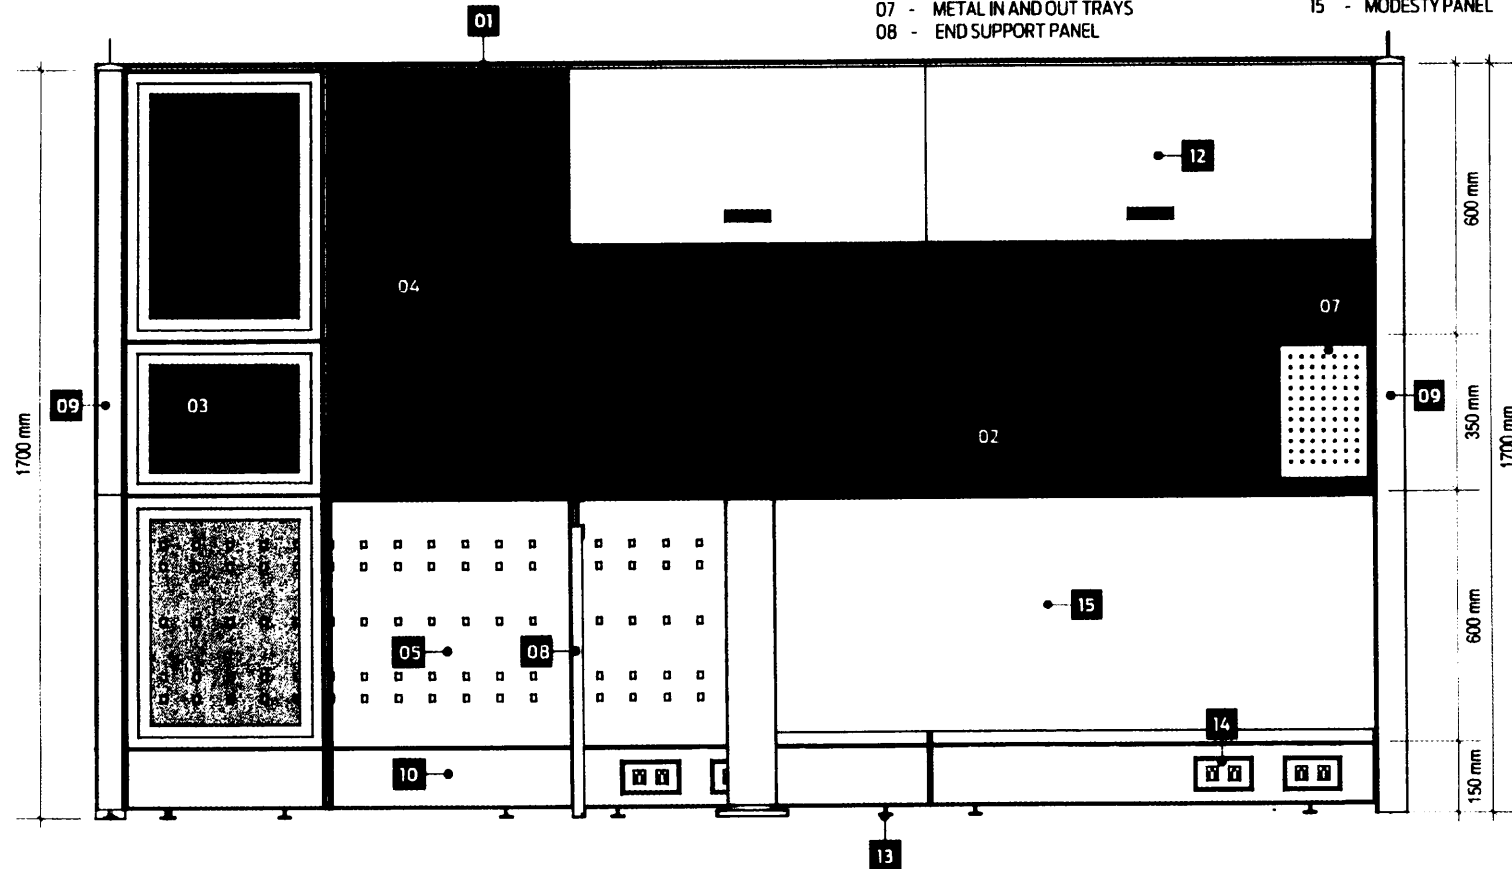 07 - METAL IN AND OUT TRAYS
15 - MODESTY PANEL
08 - END SUPPORT PANEL
01
12
600 mm
04
07
03
09
09
350 mm
1700 mm
1700 mm
02
15
600 mm
05
08
14
10
150 mm
13